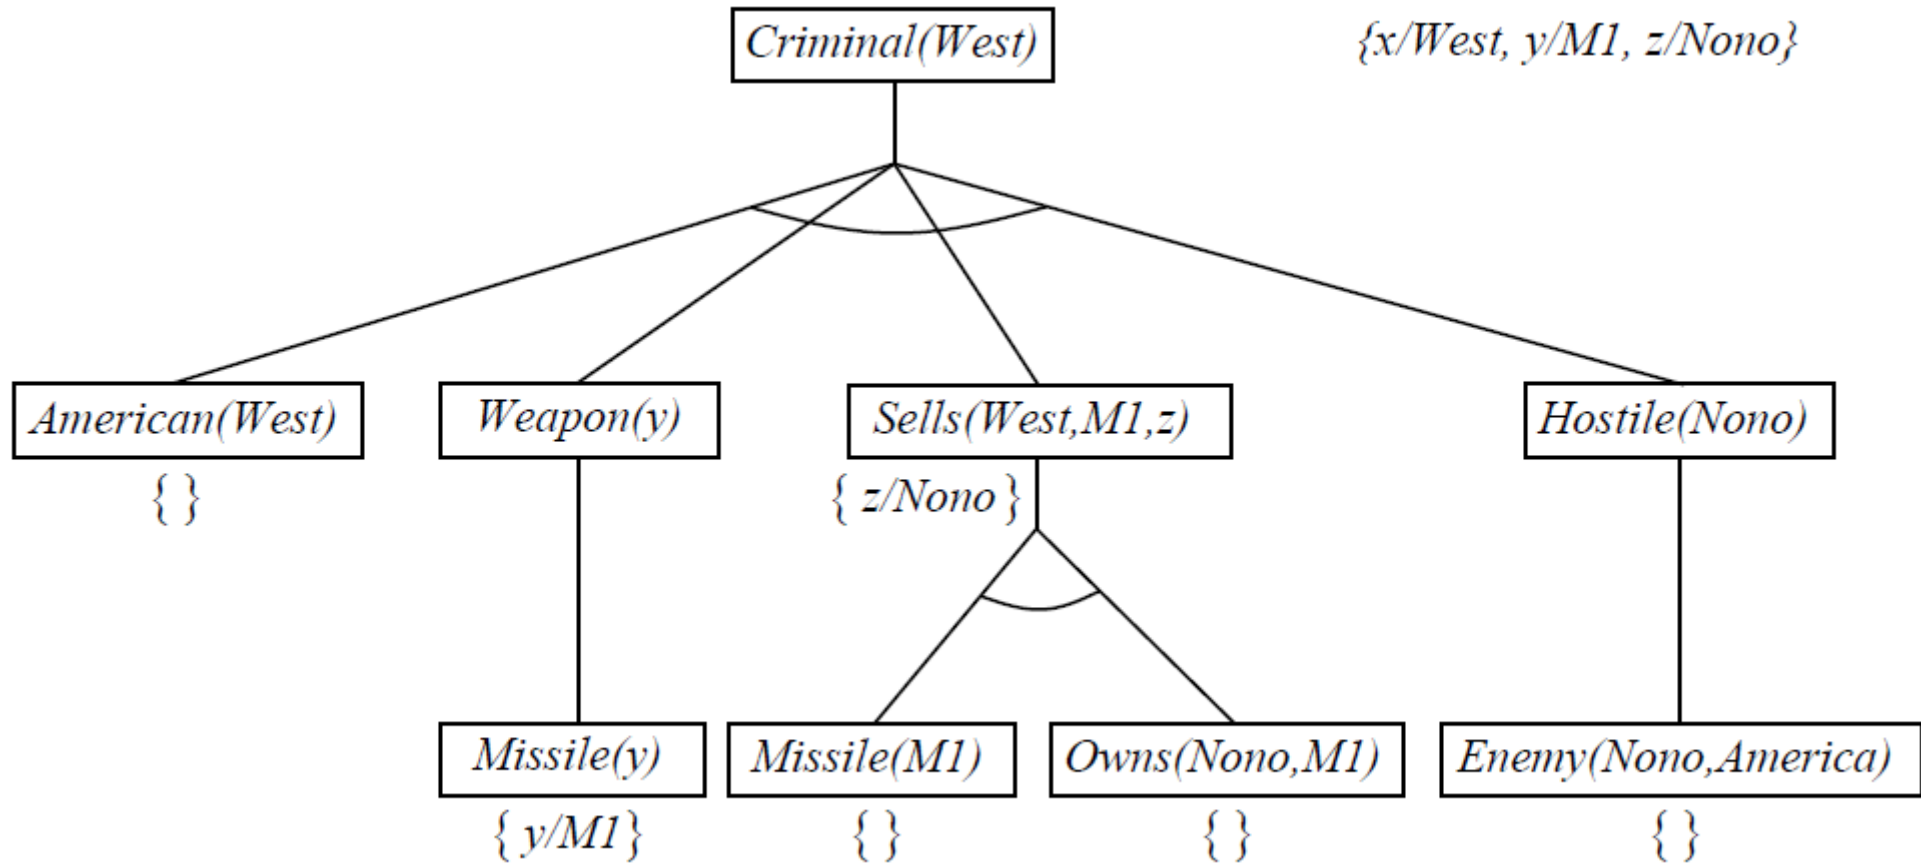 Criminal(West)
{x/West, y/M1, z/Nono}
American(West)
Weapon(y)
Sells(West,M1,z)
Hostile(Nono)
{ }
{ z/Nono }
Missile(y)
Missile(M1)
Owns(Nono,M1)
Enemy(Nono,America)
{ y/M1 }
{ }
{ }
{ }